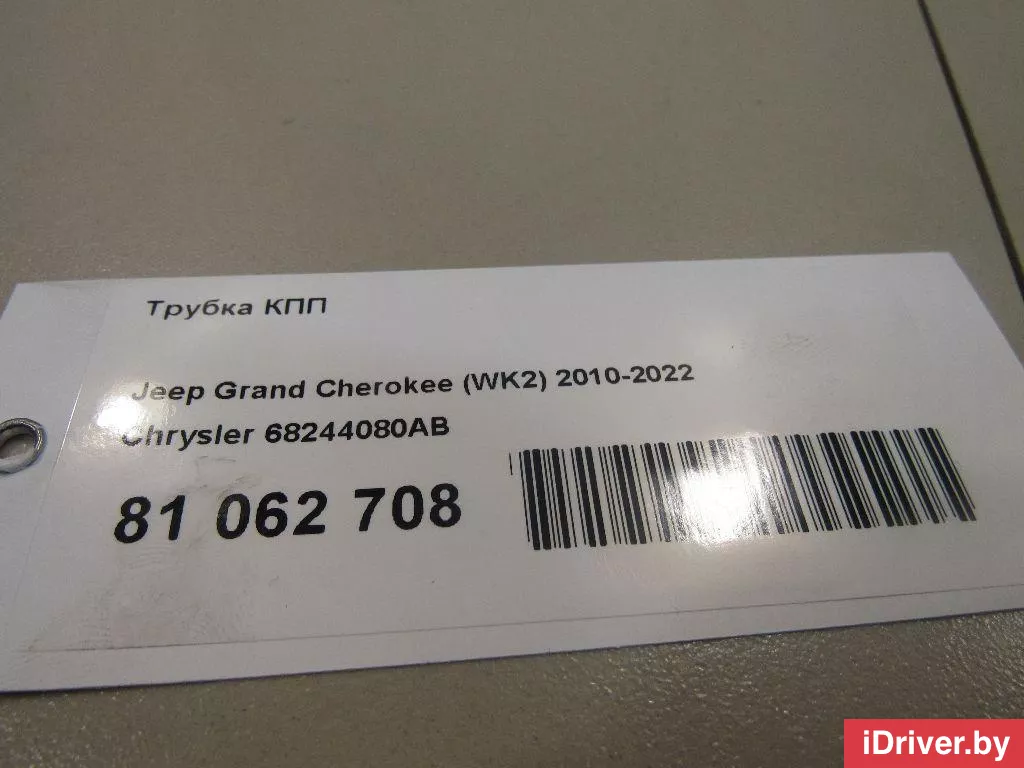 Трубка КПП
Jeep Grand Cherokee (WK2) 2010-2022
Chrysler 68244080AB
81 062 708
iDriver.by